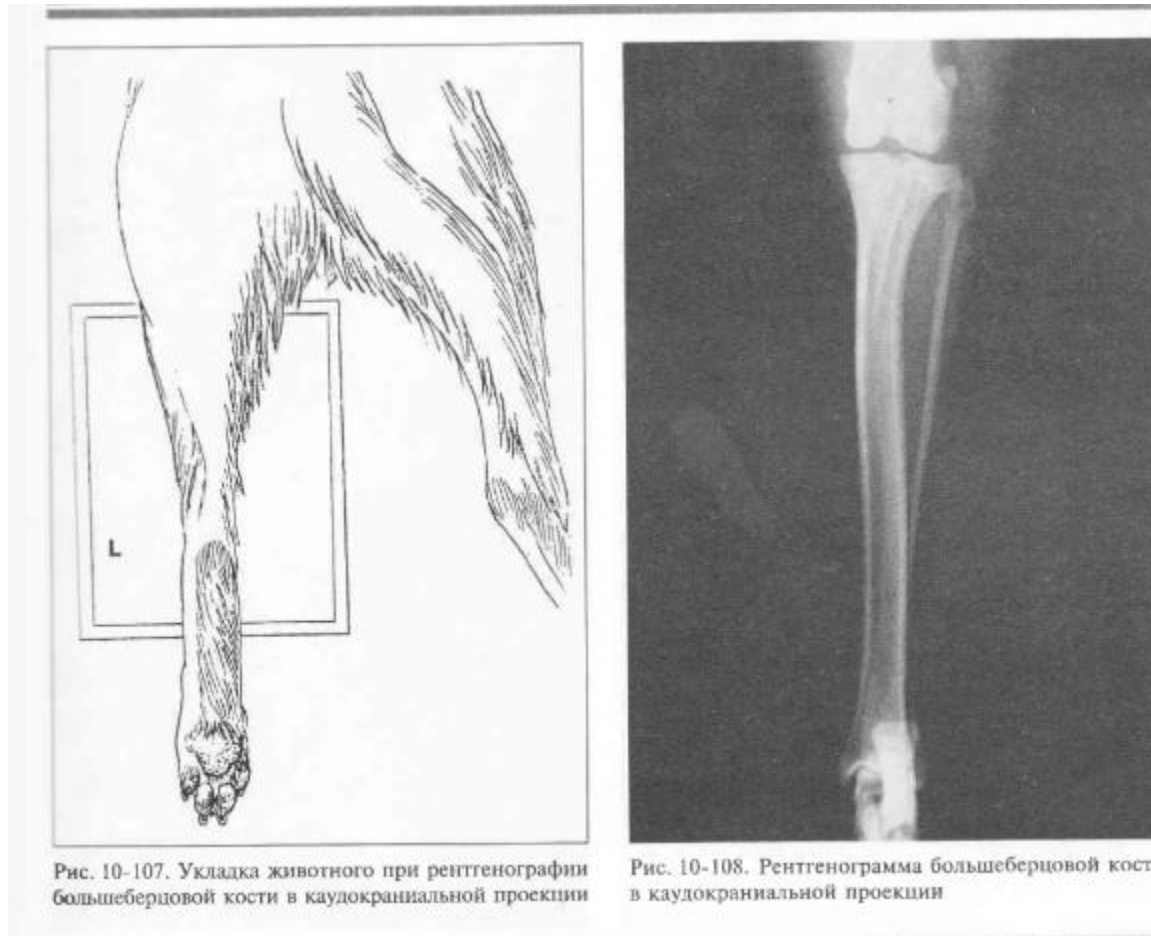 L
Рис. 10-107. Укладка животного при рентгенографии
большеберцовой кости в каудокраниальной проекции
Рис. 10-108. Рентгенограмма большеберцовой кост
в каудокраниальной проекции